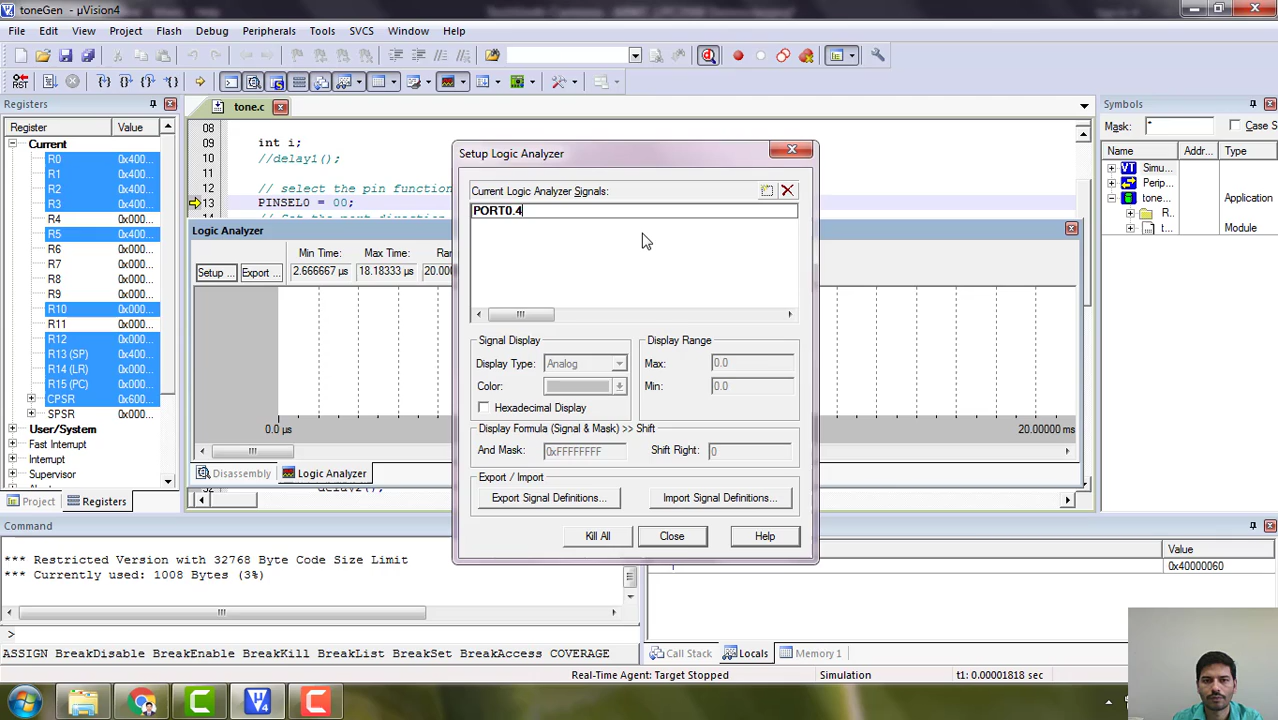 toneGen - µVision4
File Edit View Project Flash Debug Peripherals Tools SVCS Window Help
Registers
Register Value
Current
R0 0x400...
R1 0x400...
R2 0x400...
R3 0x400...
R4 0x000...
R5 0x400...
R6 0x000...
R7 0x000...
R8 0x000...
R9 0x000...
R10 0x000...
R11 0x000...
R12 0x000...
R13 (SP) 0x400...
R14 (LR) 0x000...
R15 (PC) 0x000...
CPSR 0x600...
SPSR 0x000...
User/System
Fast Interrupt
Interrupt
Supervisor
Project Registers
tone.c
08
09 int i;
10 //delay1();
11
12 // select the pin function
13 PINSEL0 = 00;
Logic Analyzer
Setup ... Export ...
Min Time: Max Time:
2.666667 µs 18.18333 µs 20.000
0.0 µs
20.00000 ms
Disassembly Logic Analyzer
Setup Logic Analyzer
Current Logic Analyzer Signals:
PORT0.4
Signal Display
Display Type: Analog
Color:
Hexadecimal Display
Display Range
Max: 0.0
Min: 0.0
Display Formula (Signal & Mask) >> Shift
And Mask: 0xFFFFFFFF Shift Right: 0
Export / Import
Export Signal Definitions... Import Signal Definitions...
Kill All Close Help
Symbols
Mask: * Case S
Name Addr... Type
Simu...
Perip...
tone... Application
R...
t... Module
Command
*** Restricted Version with 32768 Byte Code Size Limit
*** Currently used: 1008 Bytes (3%)
>
ASSIGN BreakDisable BreakEnable BreakKill BreakList BreakSet BreakAccess COVERAGE
Value
0x40000060
Call Stack Locals Memory 1
Real-Time Agent: Target Stopped Simulation t1: 0.00001818 sec